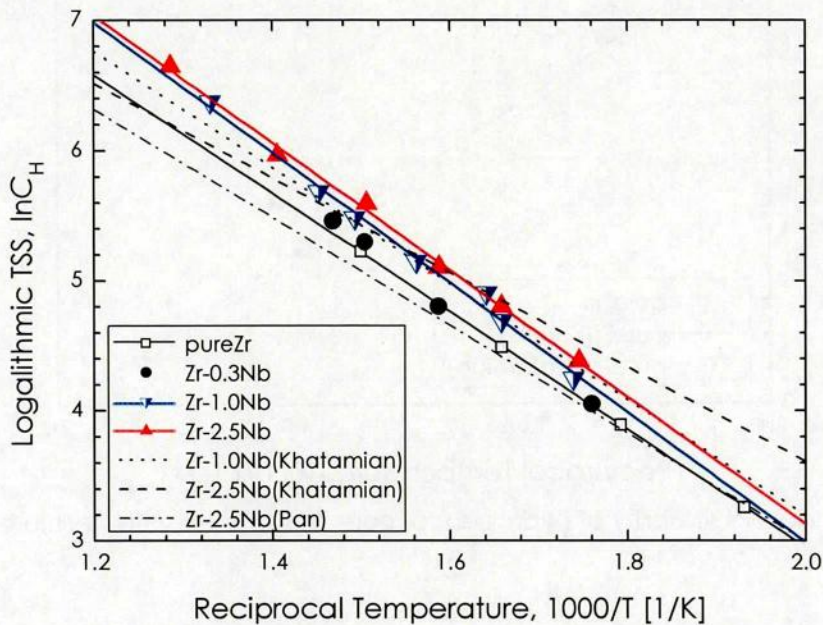 7
6
5
4
3
Logalithmic TSS, lnC_H
pureZr
Zr-0.3Nb
Zr-1.0Nb
Zr-2.5Nb
Zr-1.0Nb(Khatamian)
Zr-2.5Nb(Khatamian)
Zr-2.5Nb(Pan)
1.2 1.4 1.6 1.8 2.0
Reciprocal Temperature, 1000/T [1/K]